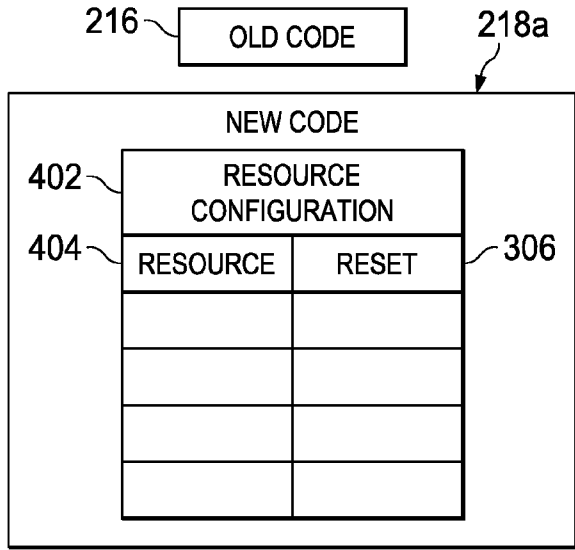 216
OLD CODE
218a
NEW CODE
402
RESOURCE
CONFIGURATION
404
RESOURCE
RESET
306